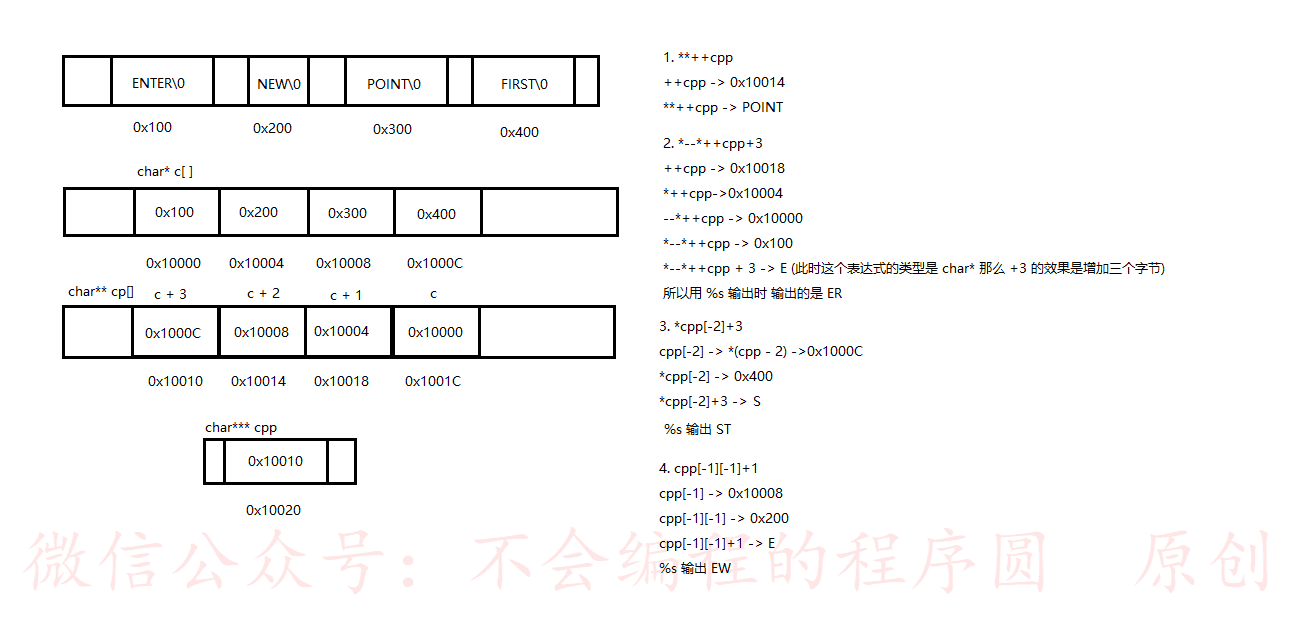 ENTER\0 NEW\0 POINT\0 FIRST\0
0x100 0x200 0x300 0x400
char* c[ ]
0x100 0x200 0x300 0x400
0x10000 0x10004 0x10008 0x1000C
char** cp[] c + 3 c + 2 c + 1 c
0x1000C 0x10008 0x10004 0x10000
0x10010 0x10014 0x10018 0x1001C
char*** cpp
0x10010
0x10020
1. **++cpp
++cpp -> 0x10014
**++cpp -> POINT
2. *--*++cpp+3
++cpp -> 0x10018
*++cpp->0x10004
--*++cpp -> 0x10000
*--*++cpp -> 0x100
*--*++cpp + 3 -> E (此时这个表达式的类型是 char* 那么 +3 的效果是增加三个字节)
所以用 %s 输出时 输出的是 ER
3. *cpp[-2]+3
cpp[-2] -> *(cpp - 2) ->0x1000C
*cpp[-2] -> 0x400
*cpp[-2]+3 -> S
%s 输出 ST
4. cpp[-1][-1]+1
cpp[-1] -> 0x10008
cpp[-1][-1] -> 0x200
cpp[-1][-1]+1 -> E
%s 输出 EW
微信公众号：不会编程的程序圆 原创